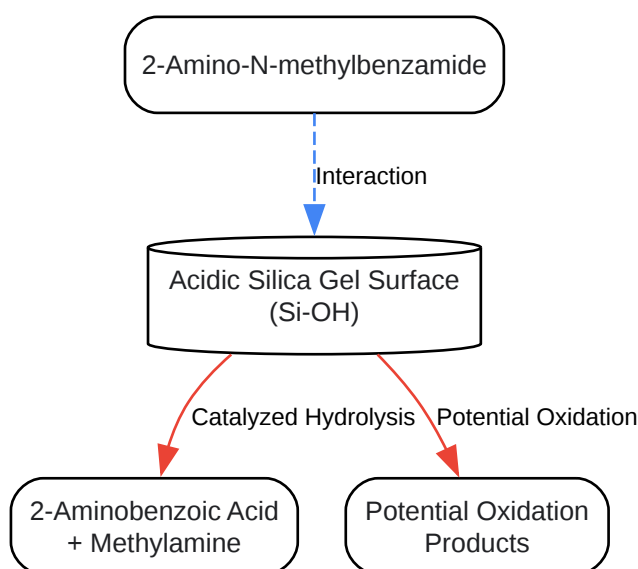 2-Amino-N-methylbenzamide
Interaction
Acidic Silica Gel Surface
(Si-OH)
Catalyzed Hydrolysis
Potential Oxidation
2-Aminobenzoic Acid
+ Methylamine
Potential Oxidation
Products